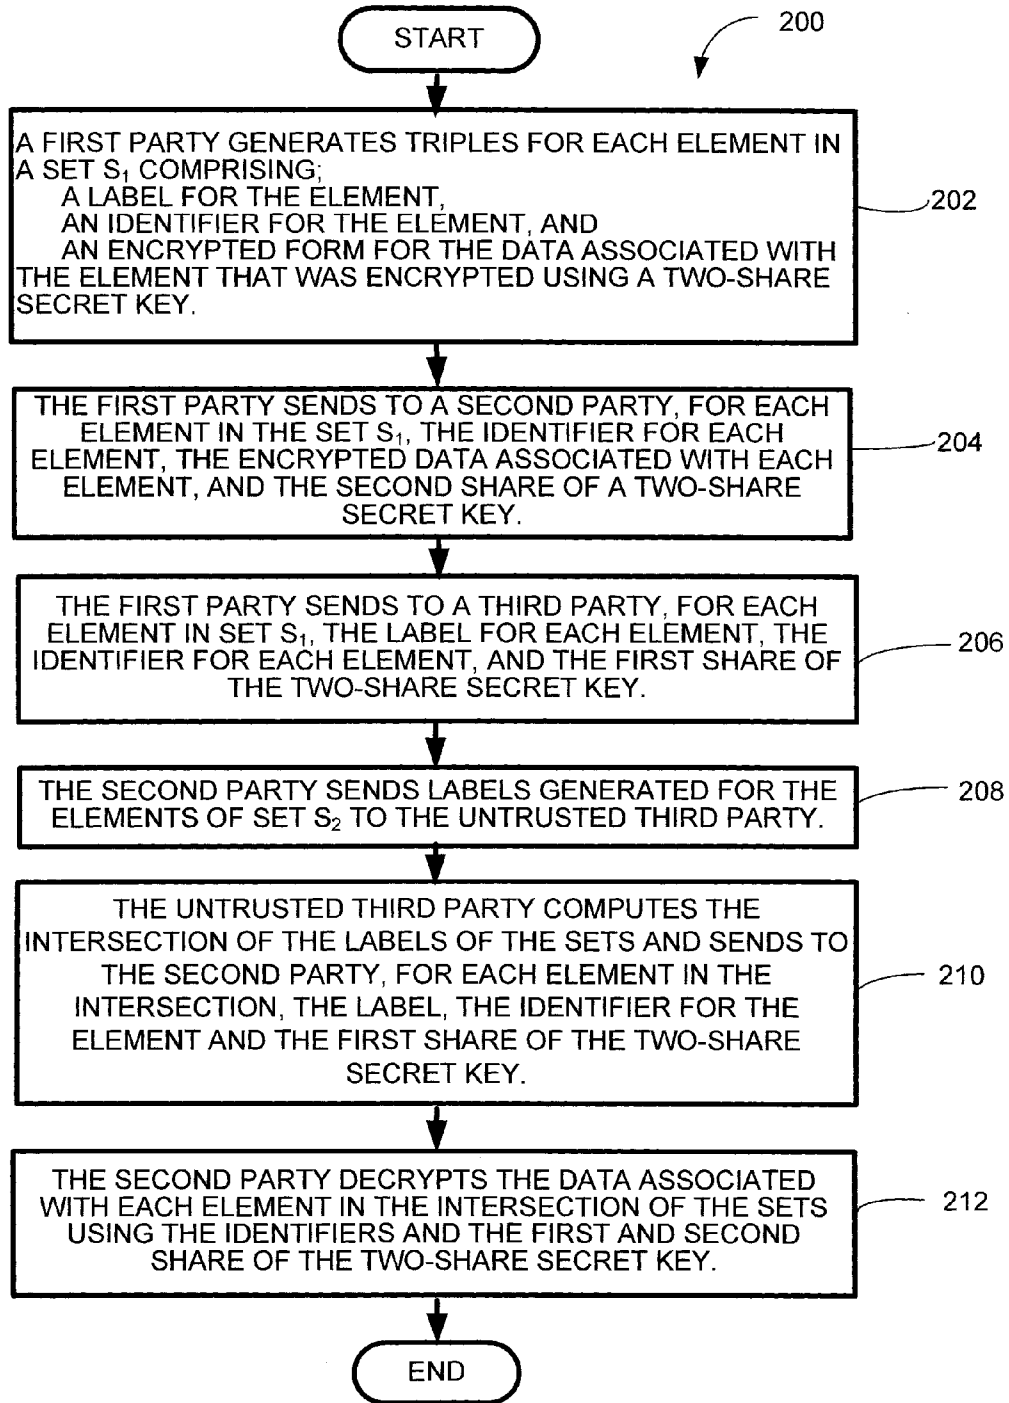 START
200
A FIRST PARTY GENERATES TRIPLES FOR EACH ELEMENT IN
A SET S₁ COMPRISING;
A LABEL FOR THE ELEMENT,
AN IDENTIFIER FOR THE ELEMENT, AND
AN ENCRYPTED FORM FOR THE DATA ASSOCIATED WITH
THE ELEMENT THAT WAS ENCRYPTED USING A TWO-SHARE
SECRET KEY.
202
THE FIRST PARTY SENDS TO A SECOND PARTY, FOR EACH
ELEMENT IN THE SET S₁, THE IDENTIFIER FOR EACH
ELEMENT, THE ENCRYPTED DATA ASSOCIATED WITH EACH
ELEMENT, AND THE SECOND SHARE OF A TWO-SHARE
SECRET KEY.
204
THE FIRST PARTY SENDS TO A THIRD PARTY, FOR EACH
ELEMENT IN SET S₁, THE LABEL FOR EACH ELEMENT, THE
IDENTIFIER FOR EACH ELEMENT, AND THE FIRST SHARE OF
THE TWO-SHARE SECRET KEY.
206
THE SECOND PARTY SENDS LABELS GENERATED FOR THE
ELEMENTS OF SET S₂ TO THE UNTRUSTED THIRD PARTY.
208
THE UNTRUSTED THIRD PARTY COMPUTES THE
INTERSECTION OF THE LABELS OF THE SETS AND SENDS TO
THE SECOND PARTY, FOR EACH ELEMENT IN THE
INTERSECTION, THE LABEL, THE IDENTIFIER FOR THE
ELEMENT AND THE FIRST SHARE OF THE TWO-SHARE
SECRET KEY.
210
THE SECOND PARTY DECRYPTS THE DATA ASSOCIATED
WITH EACH ELEMENT IN THE INTERSECTION OF THE SETS
USING THE IDENTIFIERS AND THE FIRST AND SECOND
SHARE OF THE TWO-SHARE SECRET KEY.
212
END